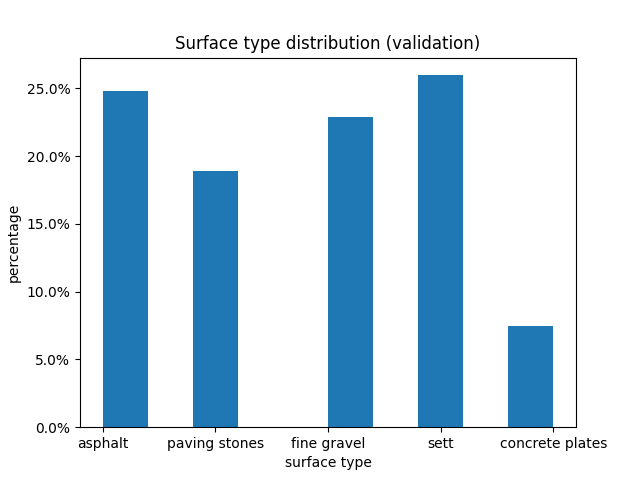 Surface type distribution (validation)
percentage
25.0%
20.0%
15.0%
10.0%
5.0%
0.0%
asphalt paving stones fine gravel sett concrete plates
surface type